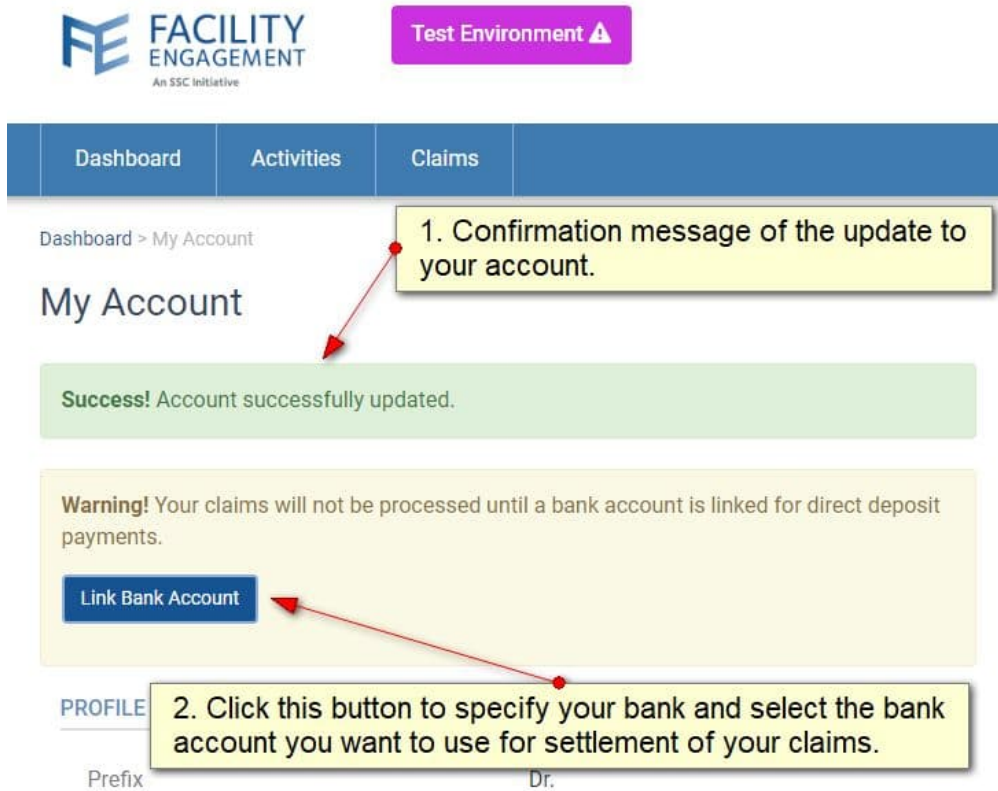 FACILITY
ENGAGEMENT
An SSC Initiative
Test Environment
Dashboard Activities Claims
Dashboard > My Account
1. Confirmation message of the update to
your account.
My Account
Success! Account successfully updated.
Warning! Your claims will not be processed until a bank account is linked for direct deposit
payments.
Link Bank Account
PROFILE
2. Click this button to specify your bank and select the bank
account you want to use for settlement of your claims.
Prefix Dr.